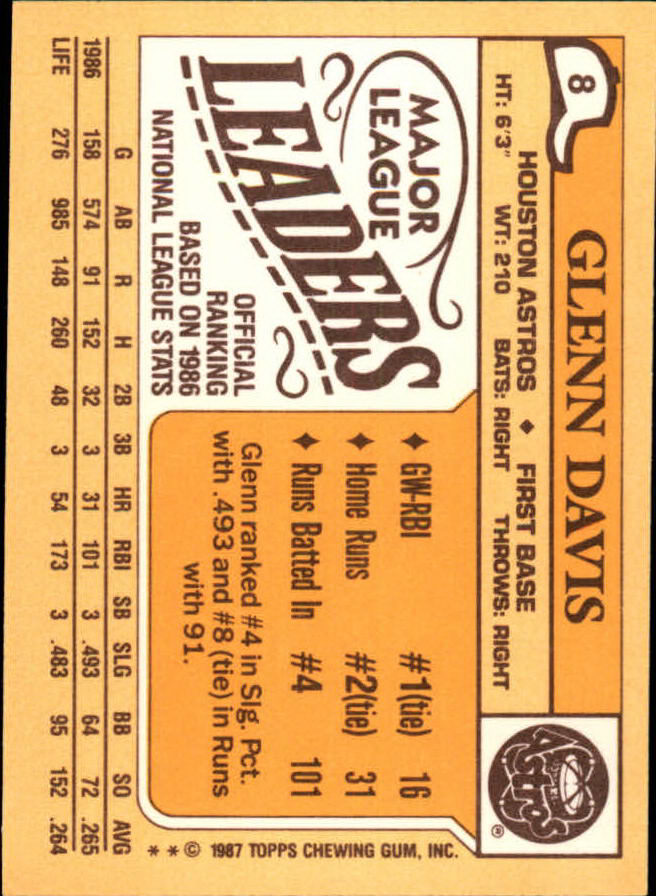 8
GLENN DAVIS
HOUSTON ASTROS ♦ FIRST BASE
HT: 6'3" WT: 210 BATS: RIGHT THROWS: RIGHT
Astros
®
MAJOR
LEAGUE
LEADERS
OFFICIAL
RANKING
BASED ON 1986
NATIONAL LEAGUE STATS
♦ GW-RBI #1(tie) 16
♦ Home Runs #2(tie) 31
♦ Runs Batted In #4 101
Glenn ranked #4 in Slg. Pct.
with .493 and #8 (tie) in Runs
with 91.
* * © 1987 TOPPS CHEWING GUM, INC.
G AB R H 2B 3B HR RBI SB SLG BB SO AVG
1986 158 574 91 152 32 3 31 101 3 .493 64 72 .265
LIFE 276 985 148 260 48 3 54 173 3 .483 95 152 .264